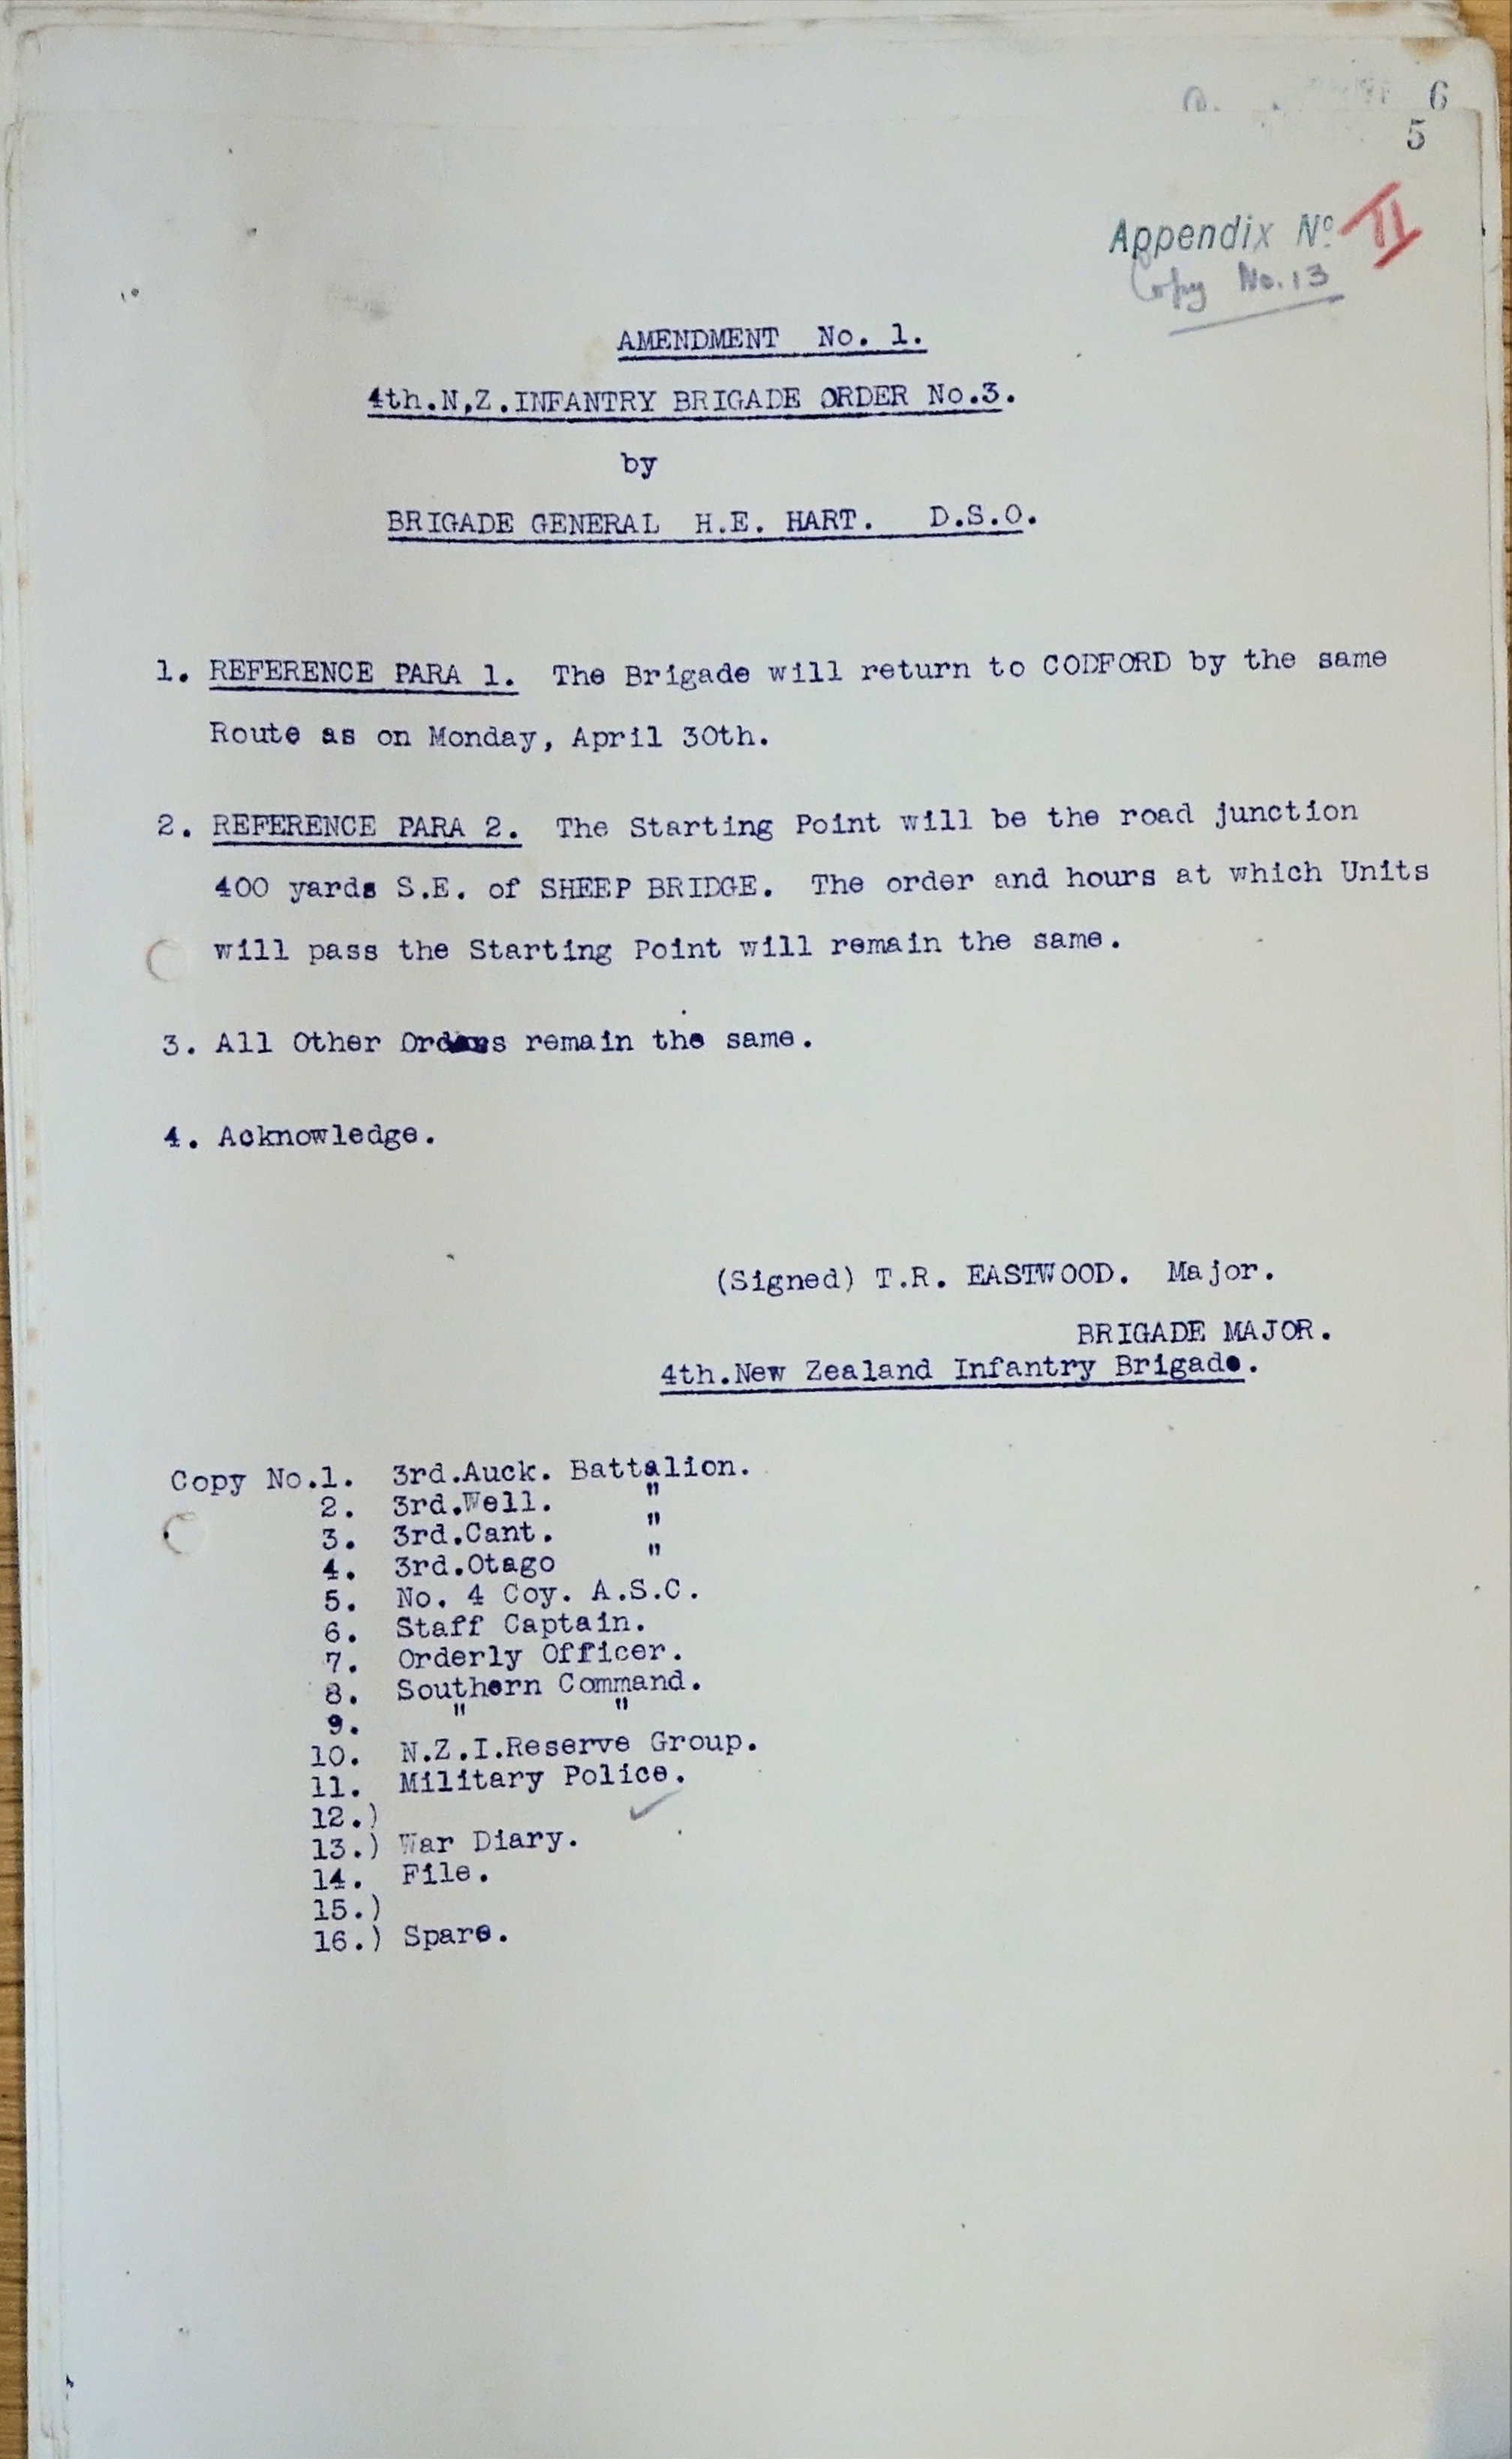 6
5
Appendix No. II
Copy No. 13
AMENDMENT No. 1.
4th.N,Z.INFANTRY BRIGADE ORDER No.3.
by
BRIGADE GENERAL H.E. HART. D.S.O.
1. REFERENCE PARA 1. The Brigade will return to CODFORD by the same
Route as on Monday, April 30th.
2. REFERENCE PARA 2. The Starting Point will be the road junction
400 yards S.E. of SHEEP BRIDGE. The order and hours at which Units
will pass the Starting Point will remain the same.
3. All Other Orders remain the same.
4. Acknowledge.
(Signed) T.R. EASTWOOD. Major.
BRIGADE MAJOR.
4th.New Zealand Infantry Brigade.
Copy No.1. 3rd.Auck. Battalion.
2. 3rd.Well. "
3. 3rd.Cant. "
4. 3rd.Otago "
5. No. 4 Coy. A.S.C.
6. Staff Captain.
7. Orderly Officer.
8. Southern Command.
9. " "
10. N.Z.I.Reserve Group.
11. Military Police.
12.)
13.) War Diary.
14. File.
15.)
16.) Spare.